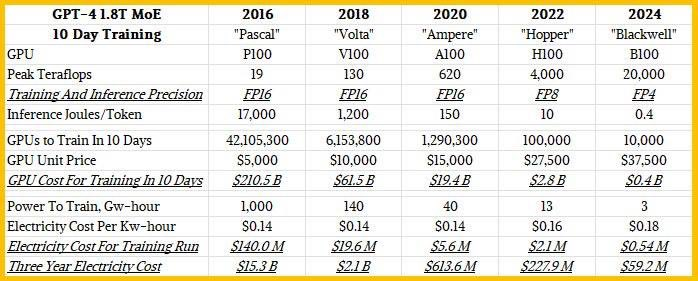 GPT-4 1.8T MoE 2016 2018 2020 2022 2024
10 Day Training "Pascal" "Volta" "Ampere" "Hopper" "Blackwell"
GPU P100 V100 A100 H100 B100
Peak Teraflops 19 130 620 4,000 20,000
Training And Inference Precision FP16 FP16 FP16 FP8 FP4
Inference Joules/Token 17,000 1,200 150 10 0.4
GPUs to Train In 10 Days 42,105,300 6,153,800 1,290,300 100,000 10,000
GPU Unit Price $5,000 $10,000 $15,000 $27,500 $37,500
GPU Cost For Training In 10 Days $210.5 B $61.5 B $19.4 B $2.8 B $0.4 B
Power To Train, Gw-hour 1,000 140 40 13 3
Electricity Cost Per Kw-hour $0.14 $0.14 $0.14 $0.16 $0.18
Electricity Cost For Training Run $140.0 M $19.6 M $5.6 M $2.1 M $0.54 M
Three Year Electricity Cost $15.3 B $2.1 B $613.6 M $227.9 M $59.2 M